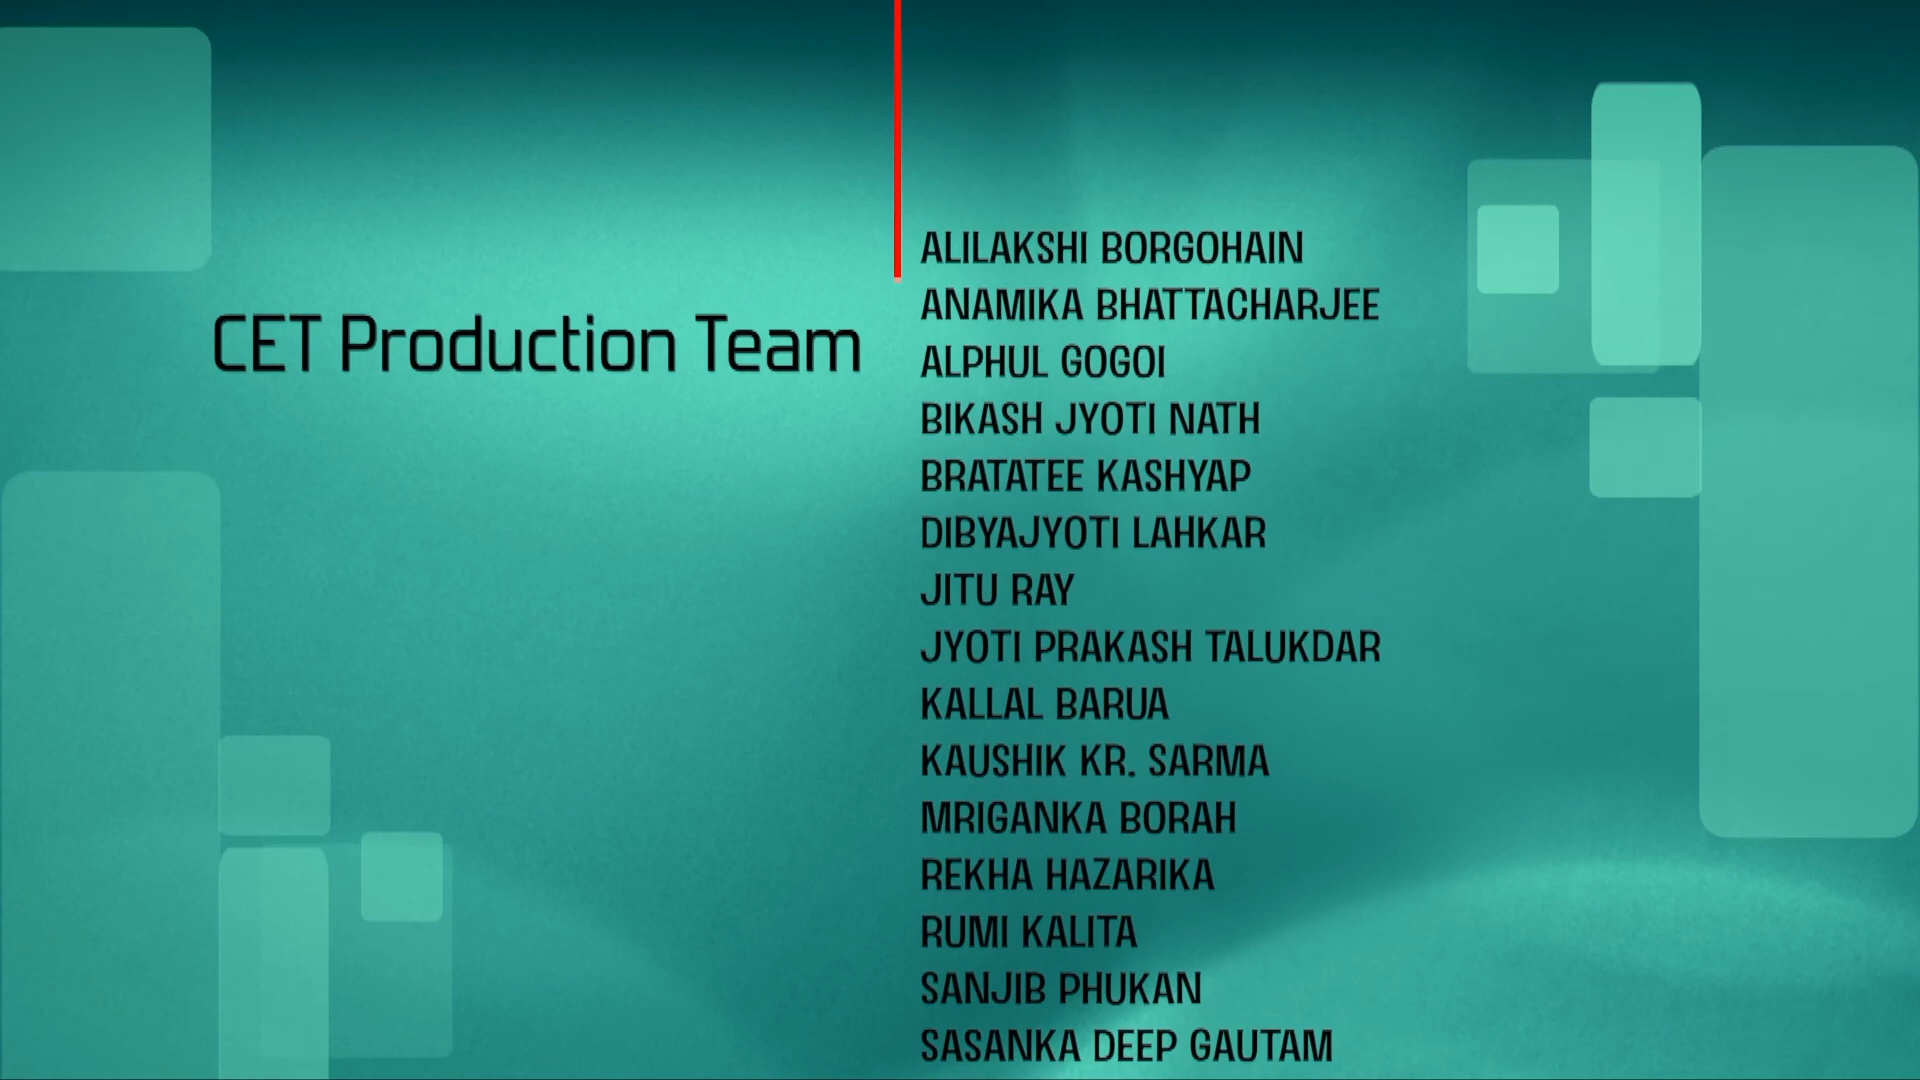 CET Production Team
ALILAKSHI BORGOHAIN
ANAMIKA BHATTACHARJEE
ALPHUL GOGOI
BIKASH JYOTI NATH
BRATATEE KASHYAP
DIBYAJYOTI LAHKAR
JITU RAY
JYOTI PRAKASH TALUKDAR
KALLAL BARUA
KAUSHIK KR. SARMA
MRIGANKA BORAH
REKHA HAZARIKA
RUMI KALITA
SANJIB PHUKAN
SASANKA DEEP GAUTAM